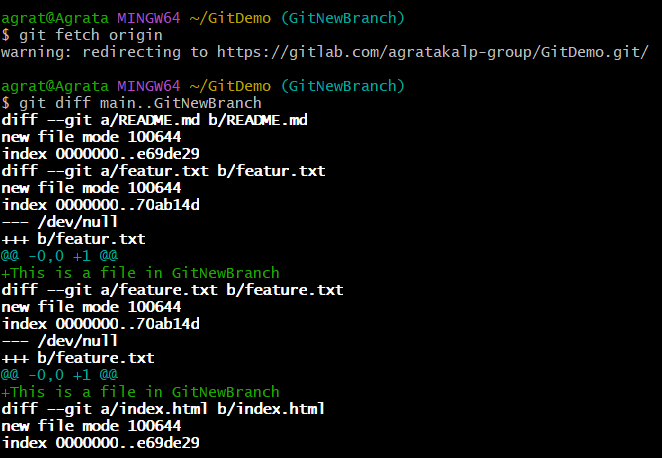 agrat@Agrata MINGW64 ~/GitDemo (GitNewBranch)
$ git fetch origin
warning: redirecting to https://gitlab.com/agratakalp-group/GitDemo.git/
agrat@Agrata MINGW64 ~/GitDemo (GitNewBranch)
$ git diff main..GitNewBranch
diff --git a/README.md b/README.md
new file mode 100644
index 0000000..e69de29
diff --git a/featur.txt b/featur.txt
new file mode 100644
index 0000000..70ab14d
--- /dev/null
+++ b/featur.txt
@@ -0,0 +1 @@
+This is a file in GitNewBranch
diff --git a/feature.txt b/feature.txt
new file mode 100644
index 0000000..70ab14d
--- /dev/null
+++ b/feature.txt
@@ -0,0 +1 @@
+This is a file in GitNewBranch
diff --git a/index.html b/index.html
new file mode 100644
index 0000000..e69de29